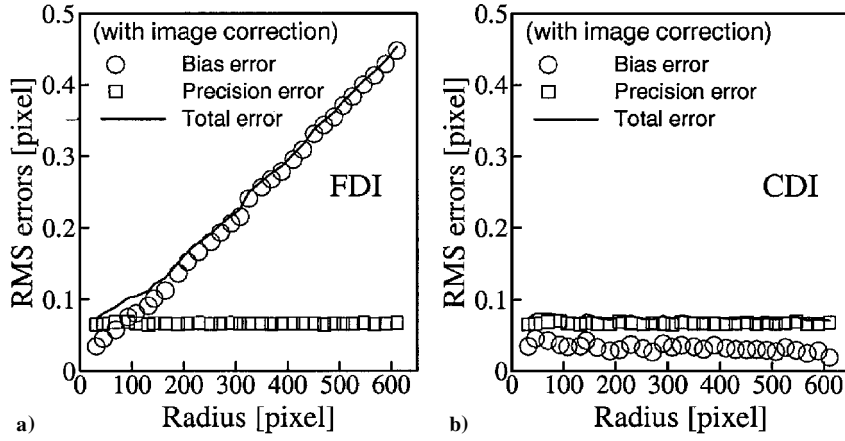 0.5
(with image correction)
Bias error
Precision error
Total error
0.4
0.3
0.2
0.1
0
RMS errors [pixel]
FDI
0 100 200 300 400 500 600
Radius [pixel]
a)
0.5
(with image correction)
Bias error
Precision error
Total error
0.4
0.3
0.2
0.1
0
RMS errors [pixel]
CDI
0 100 200 300 400 500 600
Radius [pixel]
b)